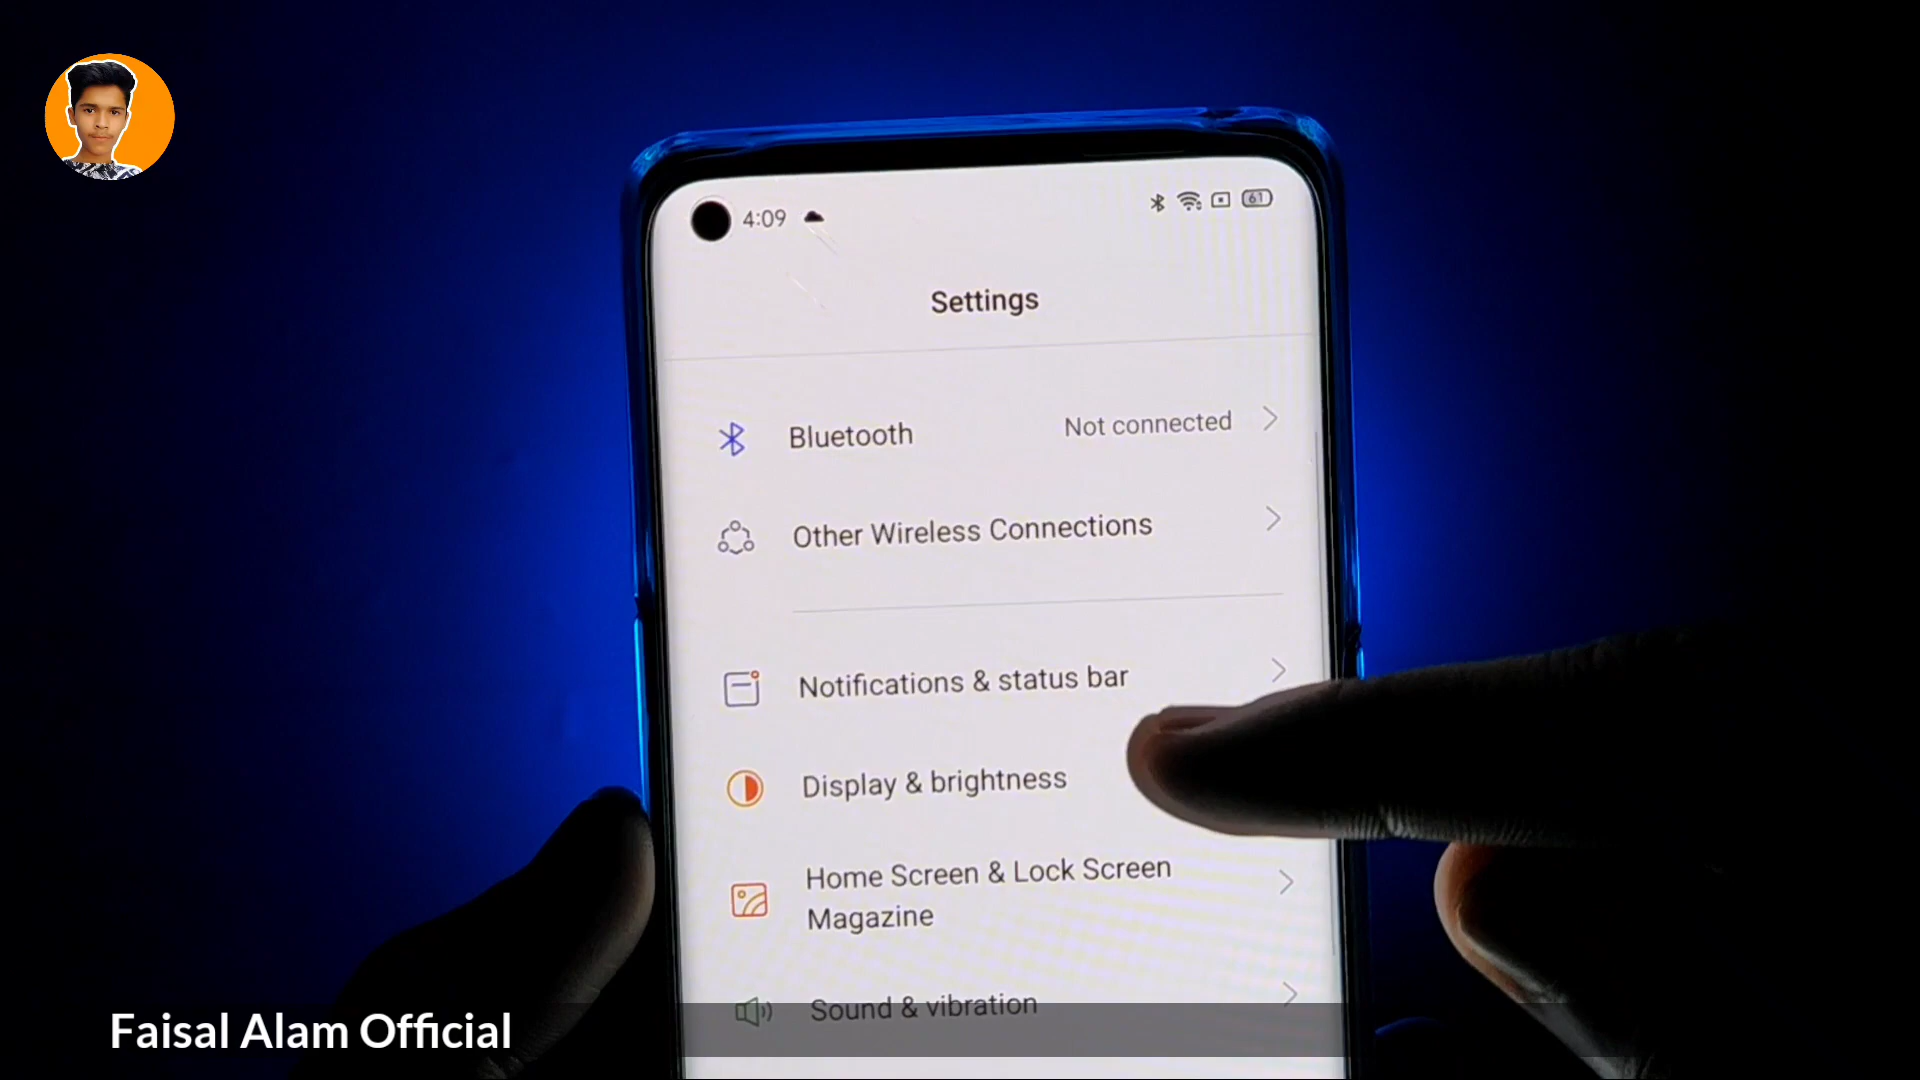 4:09
61
Settings
Bluetooth
Not connected
Other Wireless Connections
Notifications & status bar
Display & brightness
Home Screen & Lock Screen
Magazine
Sound & vibration
Faisal Alam Official